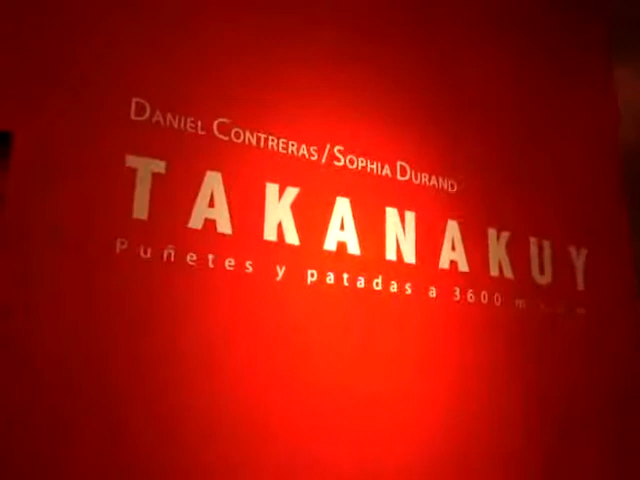 DANIEL CONTRERAS/SOPHIA DURAND
TAKANAKUY
Puñetes y patadas a 3600 m